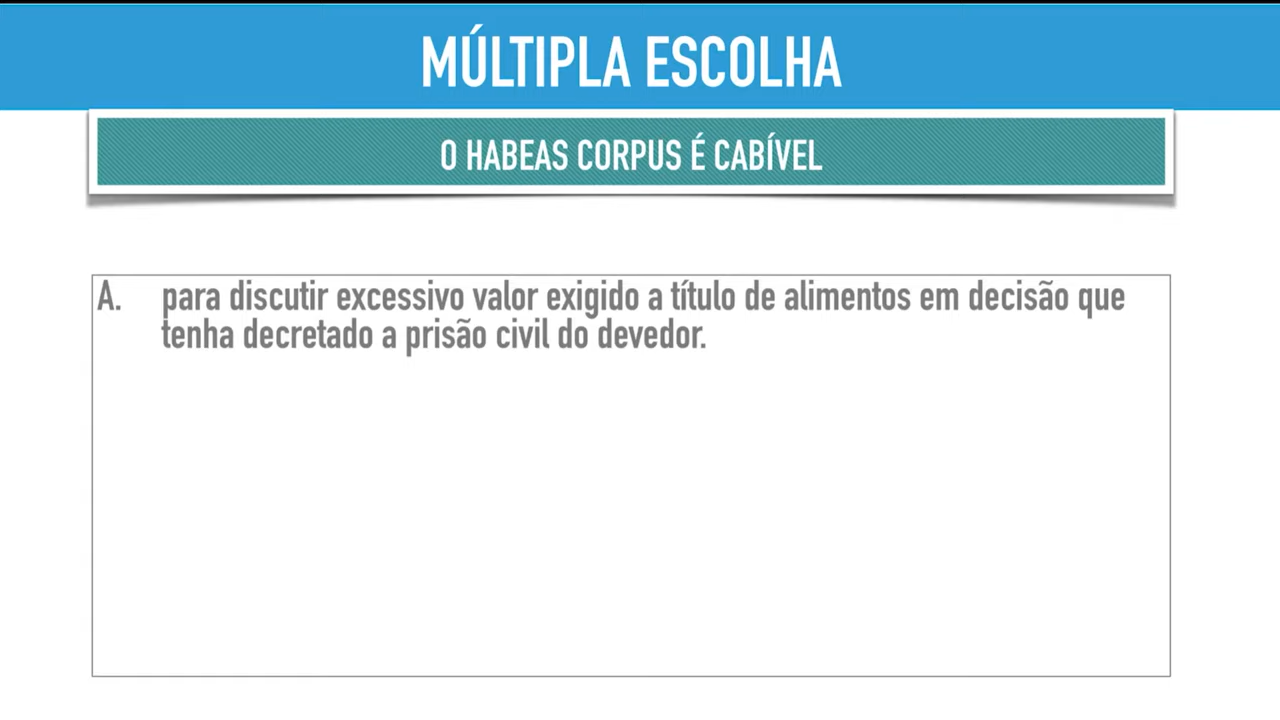 MÚLTIPLA ESCOLHA
O HABEAS CORPUS É CABÍVEL
A. para discutir excessivo valor exigido a título de alimentos em decisão que
tenha decretado a prisão civil do devedor.